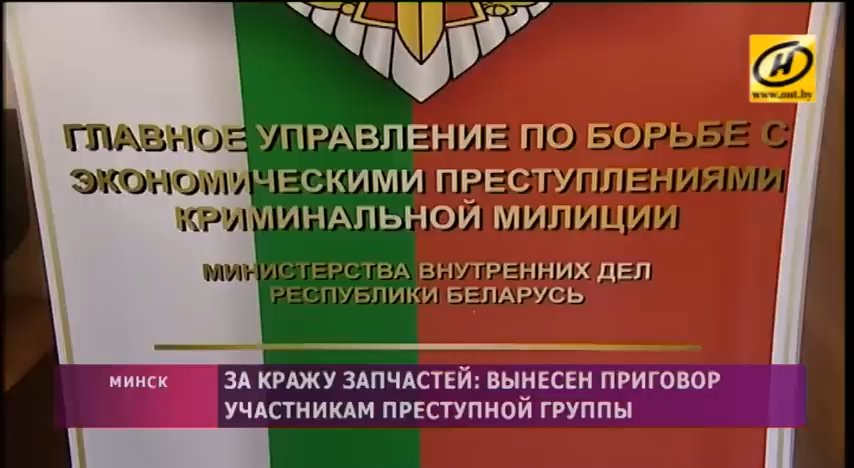 www.ont.by
ГЛАВНОЕ УПРАВЛЕНИЕ ПО БОРЬБЕ С
ЭКОНОМИЧЕСКИМИ ПРЕСТУПЛЕНИЯМИ
КРИМИНАЛЬНОЙ МИЛИЦИИ
МИНИСТЕРСТВА ВНУТРЕННИХ ДЕЛ
РЕСПУБЛИКИ БЕЛАРУСЬ
МИНСК
ЗА КРАЖУ ЗАПЧАСТЕЙ: ВЫНЕСЕН ПРИГОВОР
УЧАСТНИКАМ ПРЕСТУПНОЙ ГРУППЫ